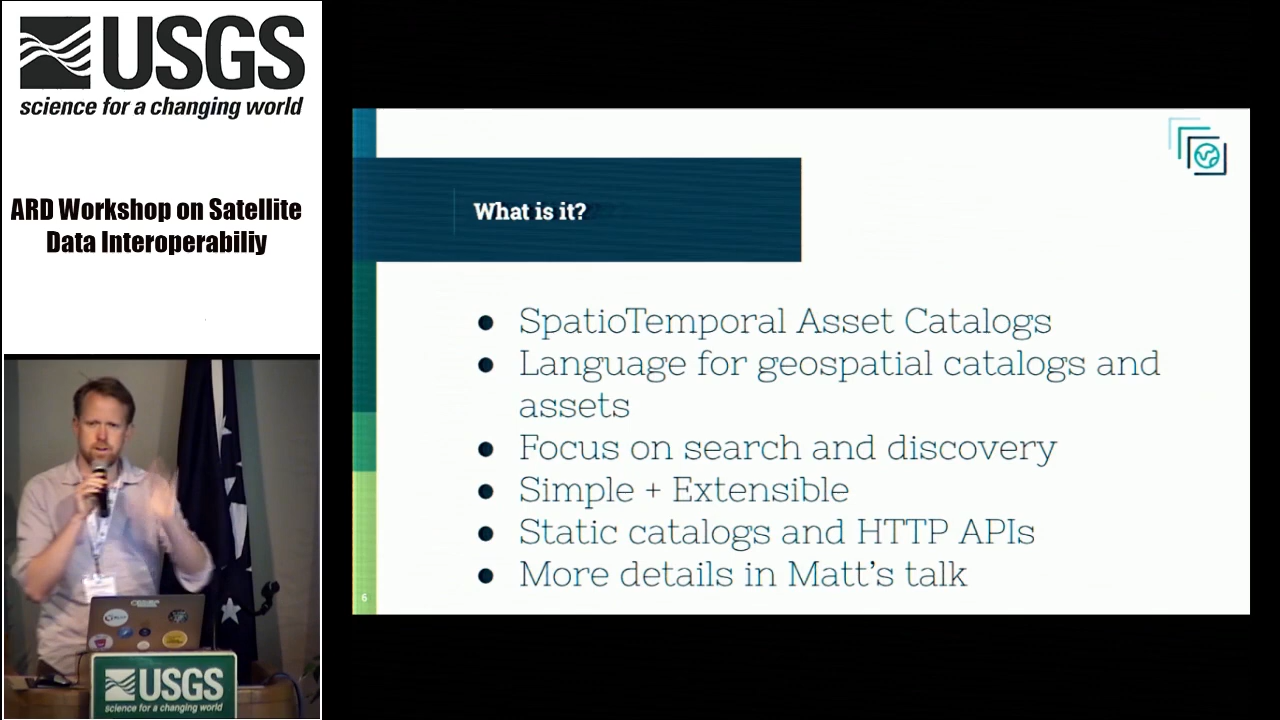 USGS
science for a changing world
ARD Workshop on Satellite
Data Interoperabiliy
What is it?
● SpatioTemporal Asset Catalogs
● Language for geospatial catalogs and
assets
● Focus on search and discovery
● Simple + Extensible
● Static catalogs and HTTP APIs
● More details in Matt's talk
6
USGS
science for a changing world